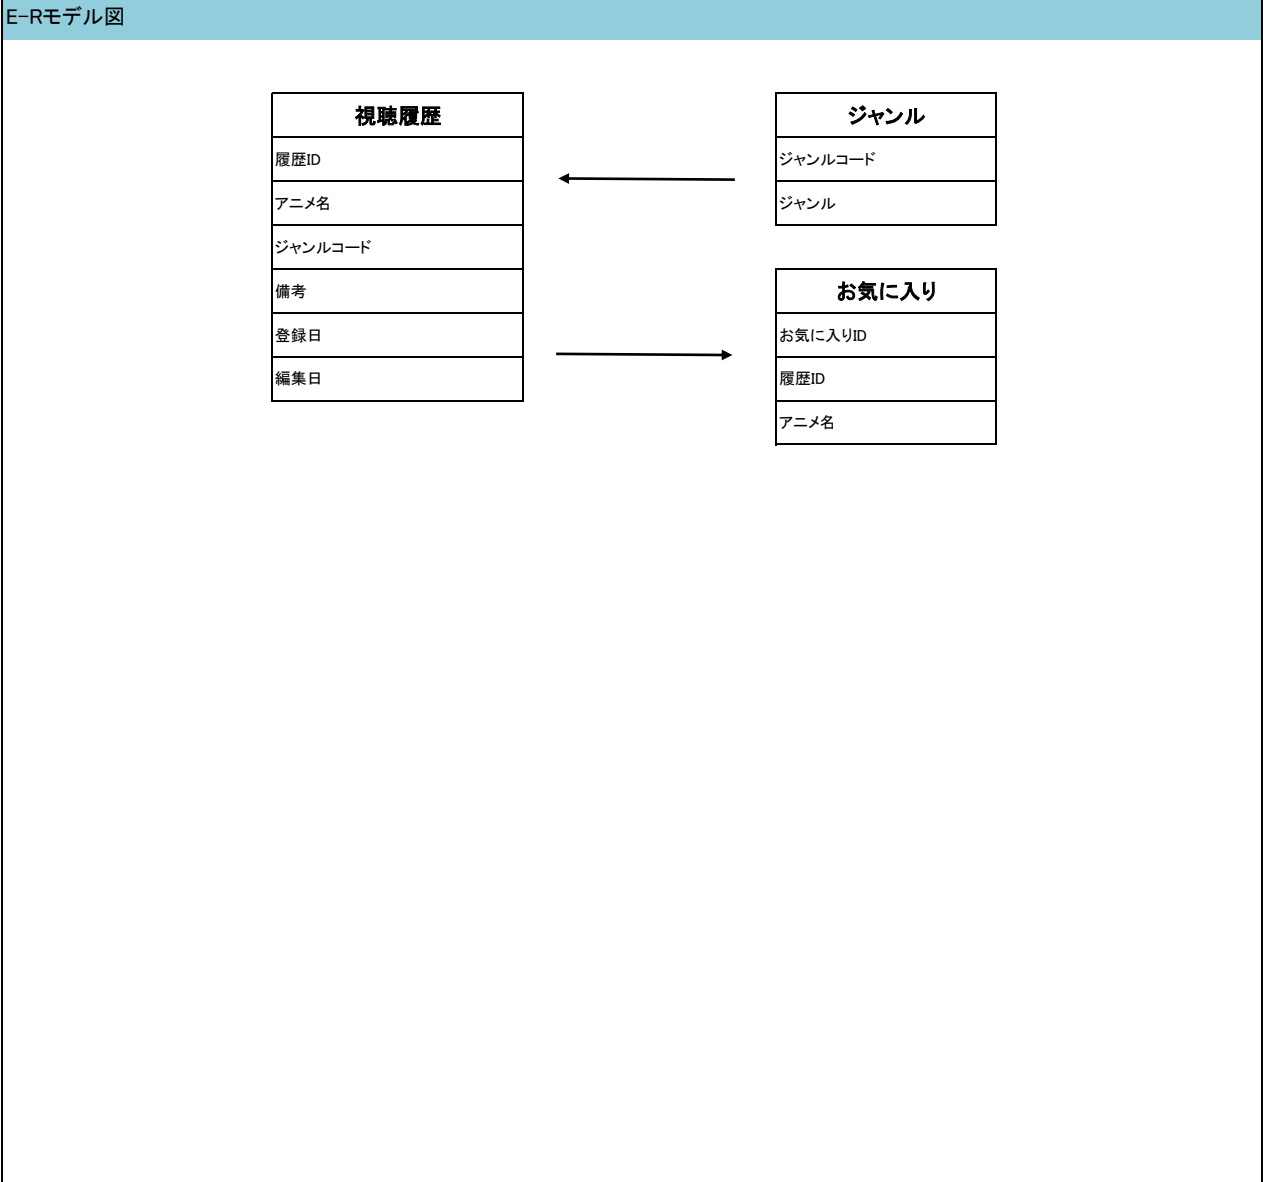 E-Rモデル図
視聴履歴
履歴ID
アニメ名
ジャンルコード
備考
登録日
編集日
ジャンル
ジャンルコード
ジャンル
お気に入り
お気に入りID
履歴ID
アニメ名